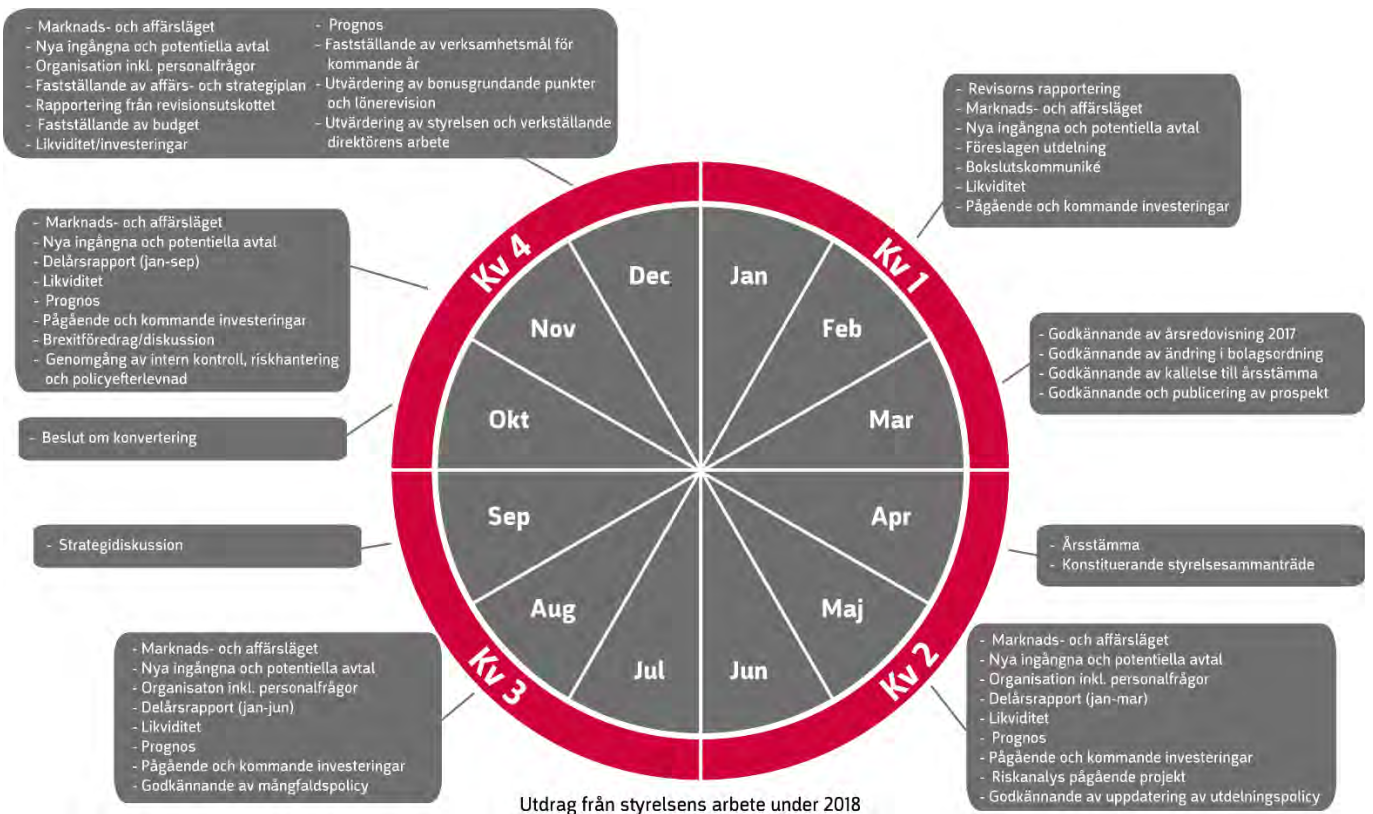 - Marknads- och affärsläget
- Nya ingångna och potentiella avtal
- Organisation inkl. personalfrågor
- Fastställande av affärs- och strategiplan
- Rapportering från revisionsutskottet
- Fastställande av budget
- Likviditet/investeringar
- Prognos
- Fastställande av verksamhetsmål för
kommande år
- Utvärdering av bonusgrundande punkter
och lönerevision
- Utvärdering av styrelsen och verkställande
direktörens arbete
- Revisorns rapportering
- Marknads- och affärsläget
- Nya ingångna och potentiella avtal
- Föreslagen utdelning
- Bokslutskommuniké
- Likviditet
- Pågående och kommande investeringar
- Marknads- och affärsläget
- Nya ingångna och potentiella avtal
- Delårsrapport (jan-sep)
- Likviditet
- Prognos
- Pågående och kommande investeringar
- Brexitföredrag/diskussion
- Genomgång av intern kontroll, riskhantering
och policyefterlevnad
Kv 4
Kv 1
Dec
Jan
Nov
Feb
- Godkännande av årsredovisning 2017
- Godkännande av ändring i bolagsordning
- Godkännande av kallelse till årsstämma
- Godkännande och publicering av prospekt
- Beslut om konvertering
Okt
Mar
Sep
Apr
- Strategidiskussion
- Årsstämma
- Konstituerande styrelsesammanträde
Aug
Maj
Jul
Jun
Kv 3
Kv 2
- Marknads- och affärsläget
- Nya ingångna och potentiella avtal
- Organisaton inkl. personalfrågor
- Delårsrapport (jan-jun)
- Likviditet
- Prognos
- Pågående och kommande investeringar
- Godkännande av mångfaldspolicy
- Marknads- och affärsläget
- Nya ingångna och potentiella avtal
- Organisation inkl. personalfrågor
- Delårsrapport (jan-mar)
- Likviditet
- Prognos
- Pågående och kommande investeringar
- Riskanalys pågående projekt
- Godkännande av uppdatering av utdelningspolicy
Utdrag från styrelsens arbete under 2018